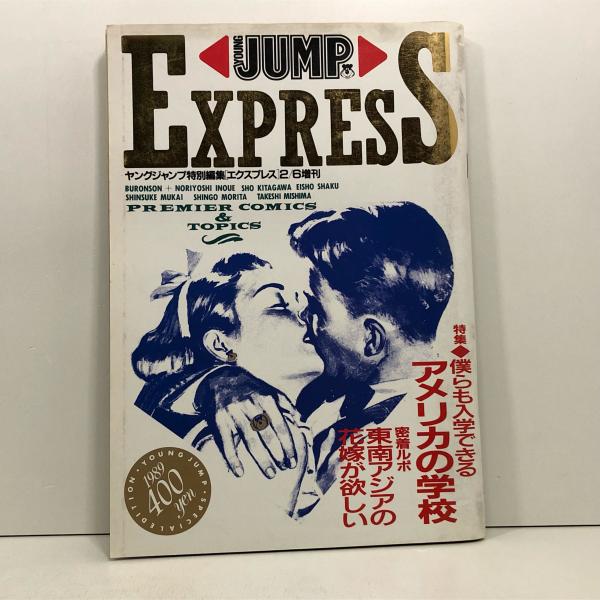 YOUNG JUMP
EXPRESS
ヤングジャンプ特別編集[エクスプレス]2/6増刊
BURONSON + NORIYOSHI INOUE SHO KITAGAWA EISHO SHAKU
SHINSUKE MUKAI SHINGO MORITA TAKESHI MISHIMA
PREMIER COMICS
&
TOPICS
特集◆僕らも入学できる
アメリカの学校
密着ルポ
東南アジアの
花嫁が欲しい
YOUNG JUMP • SPECIAL EDITION •
1989
400
yen